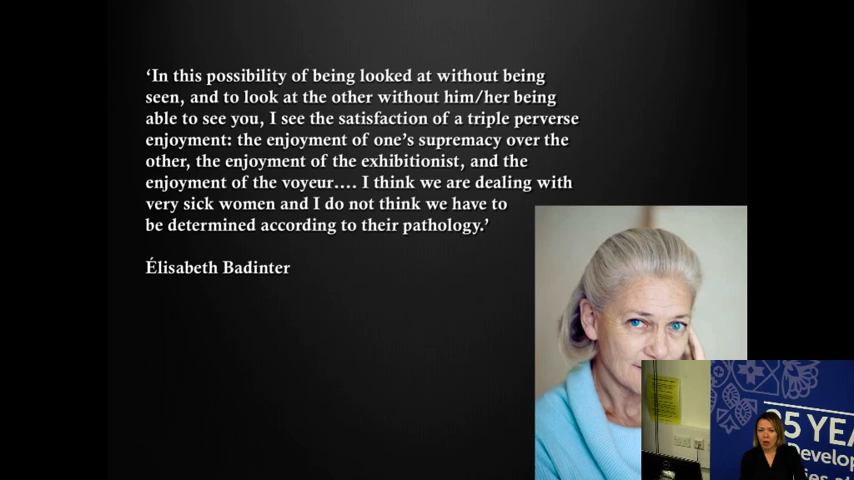 ‘In this possibility of being looked at without being
seen, and to look at the other without him/her being
able to see you, I see the satisfaction of a triple perverse
enjoyment: the enjoyment of one’s supremacy over the
other, the enjoyment of the exhibitionist, and the
enjoyment of the voyeur.... I think we are dealing with
very sick women and I do not think we have to
be determined according to their pathology.’
Élisabeth Badinter
5 YEA
Develop